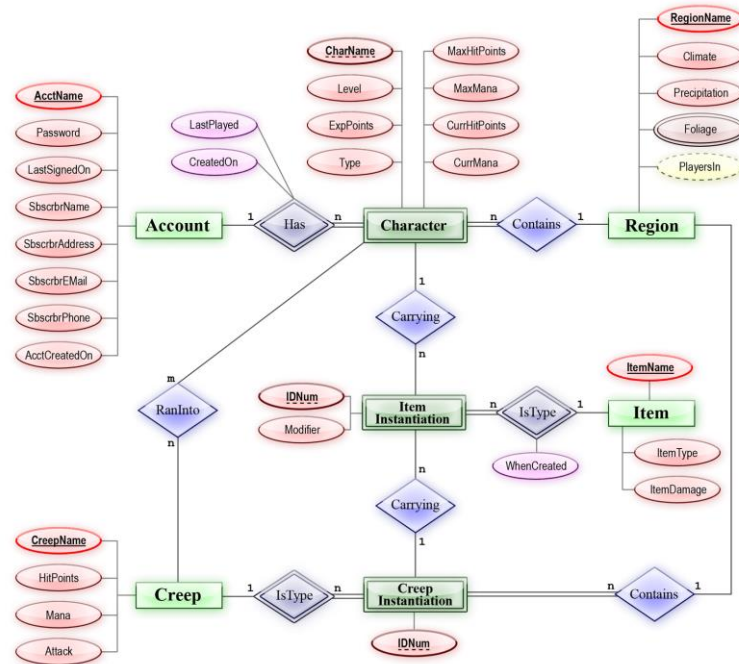 RegionName
CharName
MaxHitPoints
Climate
AcctName
Level
MaxMana
Precipitation
Password
LastPlayed
ExpPoints
CurrHitPoints
Foliage
LastSignedOn
CreatedOn
Type
CurrMana
PlayersIn
SbscrbrName
Account
1
Has
n
Character
n
Contains
1
Region
SbscrbrAddress
SbscrbrEMail
1
SbscrbrPhone
Carrying
AcctCreatedOn
n
m
ItemName
RanInto
IDNum
Modifier
Item
Instantiation
n
IsType
1
Item
n
n
WhenCreated
ItemType
ItemDamage
Carrying
CreepName
1
HitPoints
Creep
1
IsType
n
Creep
Instantiation
n
Contains
1
Mana
Attack
IDNum